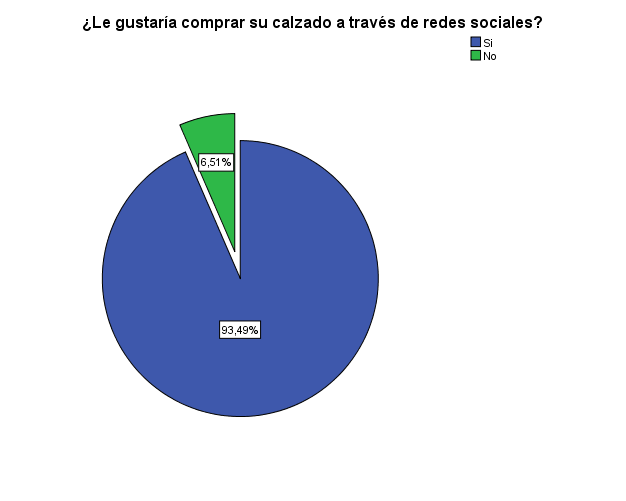 ¿Le gustaría comprar su calzado a través de redes sociales?
Si
No
6,51%
93,49%